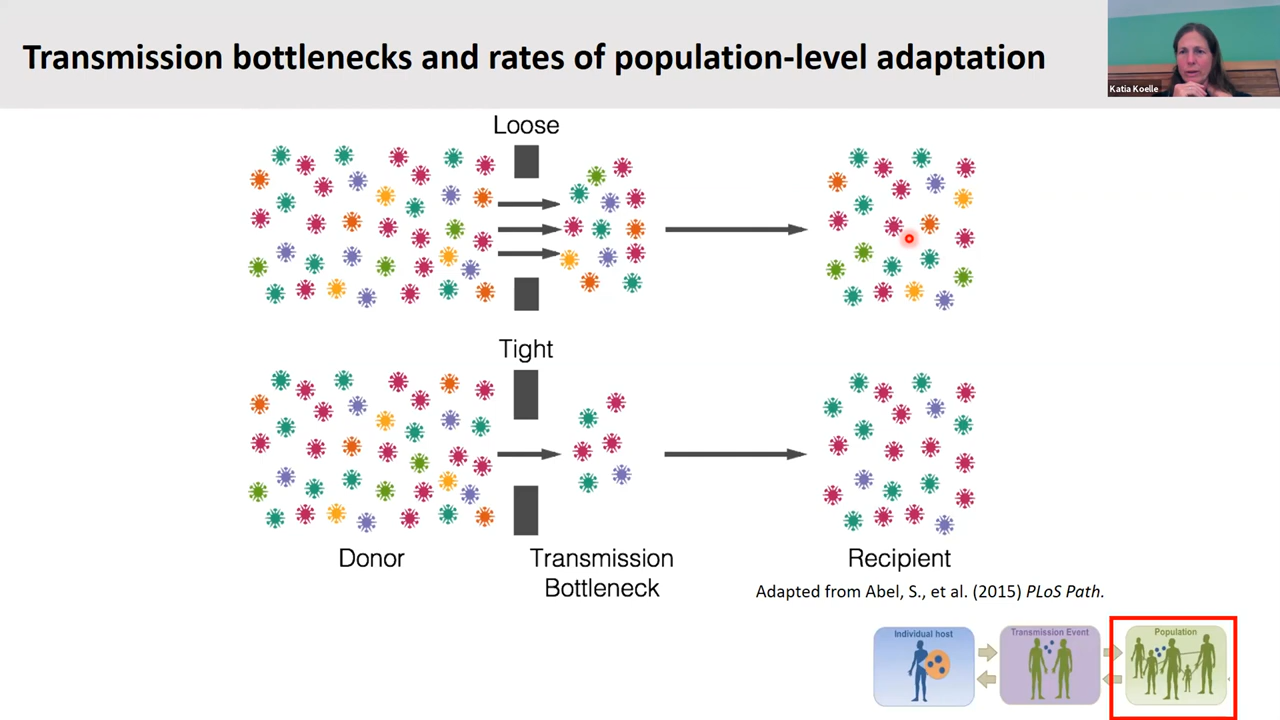 Transmission bottlenecks and rates of population-level adaptation
Katia Koelle
Loose
Tight
Donor
Transmission
Bottleneck
Recipient
Adapted from Abel, S., et al. (2015) PLoS Path.
Individual host
Transmission Event
Population